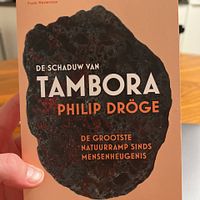 DE SCHADUW VAN
TAMBORA
PHILIP DRÖGE
DE GROOTSTE
NATUURRAMP SINDS
MENSENHEUGENIS